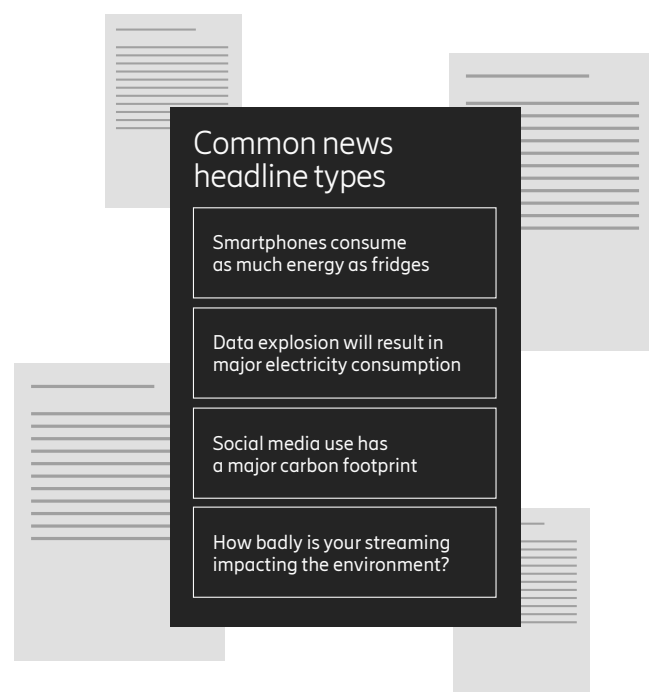 Common news
headline types
Smartphones consume
as much energy as fridges
Data explosion will result in
major electricity consumption
Social media use has
a major carbon footprint
How badly is your streaming
impacting the environment?